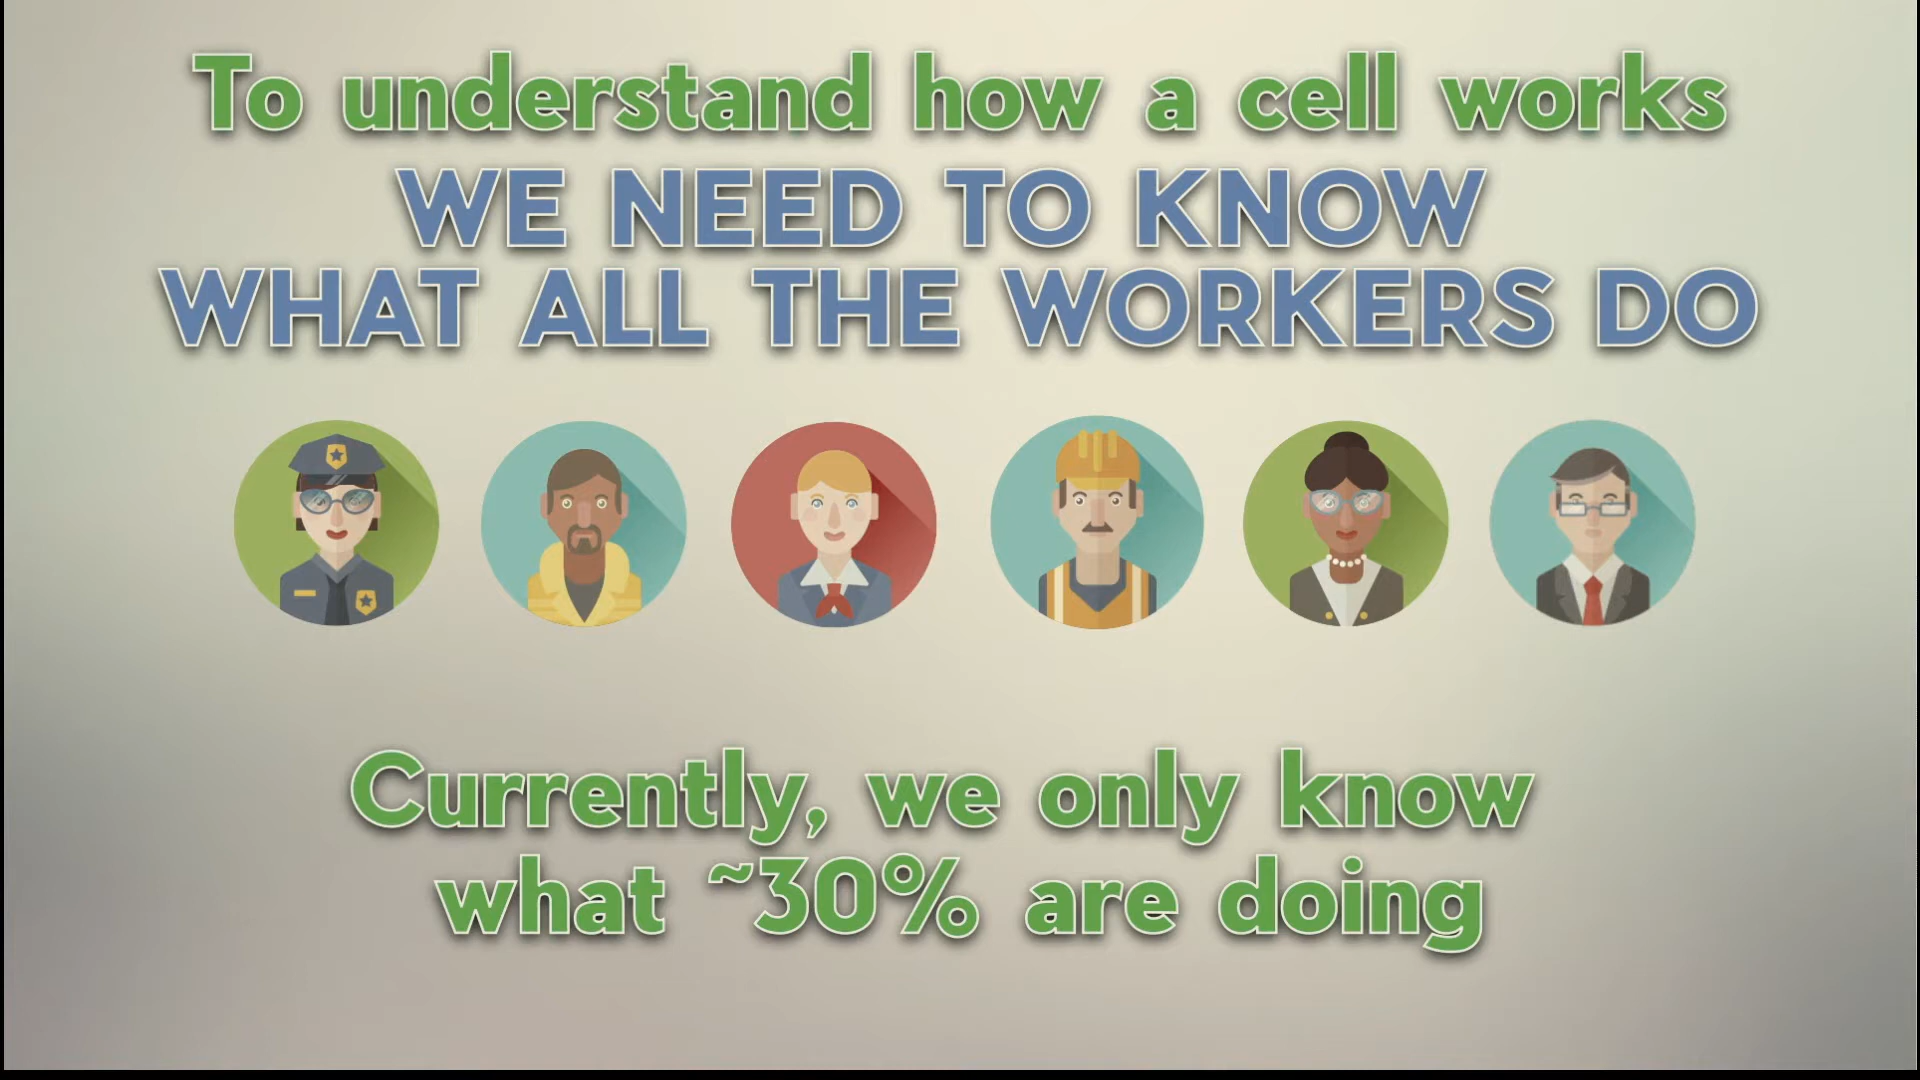 To understand how a cell works
WE NEED TO KNOW
WHAT ALL THE WORKERS DO
Currently, we only know
what ~30% are doing